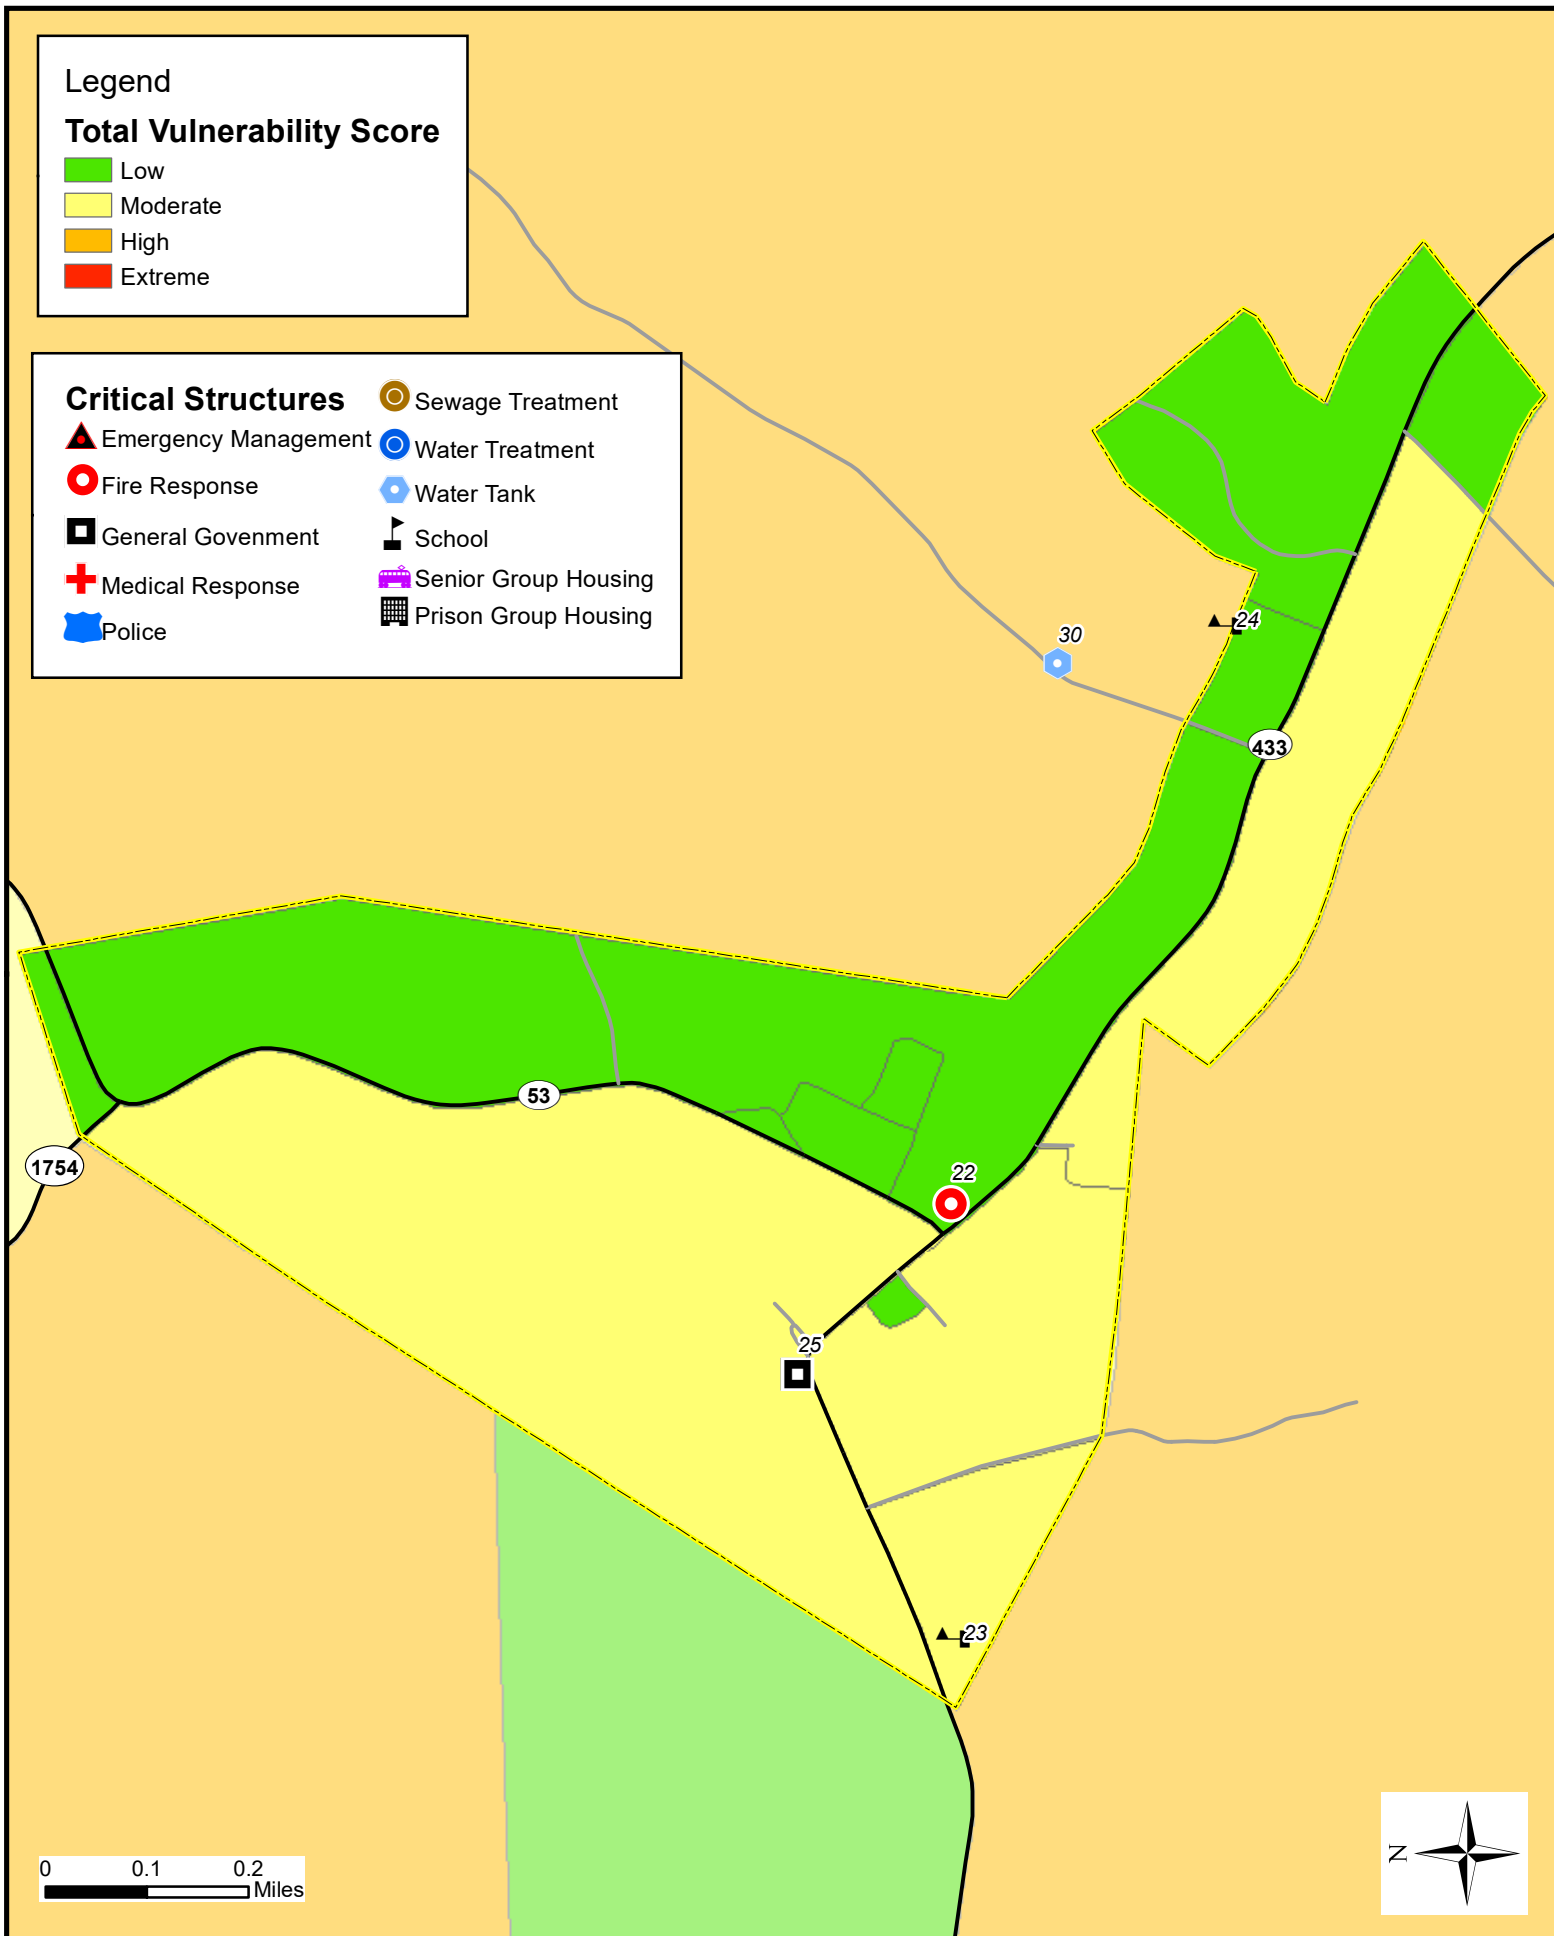 Legend
Total Vulnerability Score
Low
Moderate
High
Extreme
Critical Structures
Emergency Management
Fire Response
General Govenment
Medical Response
Police
Sewage Treatment
Water Treatment
Water Tank
School
Senior Group Housing
Prison Group Housing
24
30
433
53
1754
22
25
23
0 0.1 0.2
Miles
N